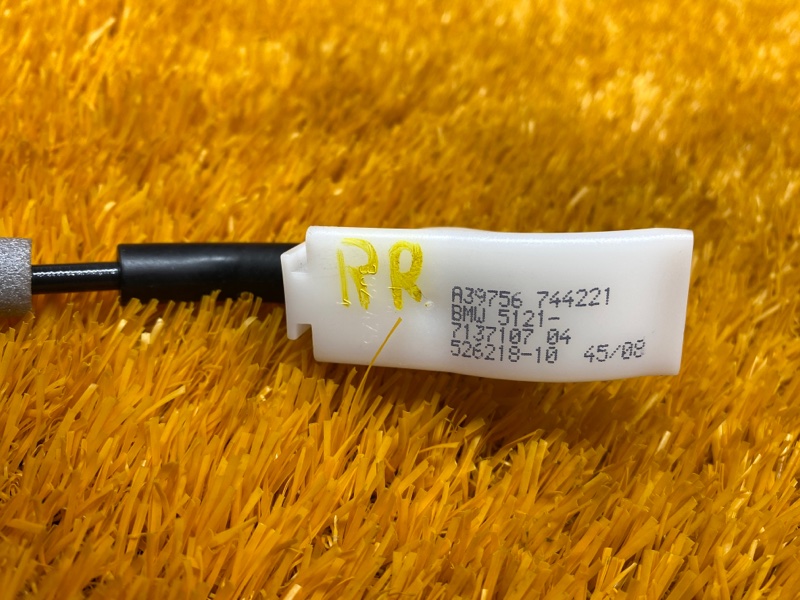 RR
A39756 744221
BMW 5121-
7137107 04
526218-10 45/08